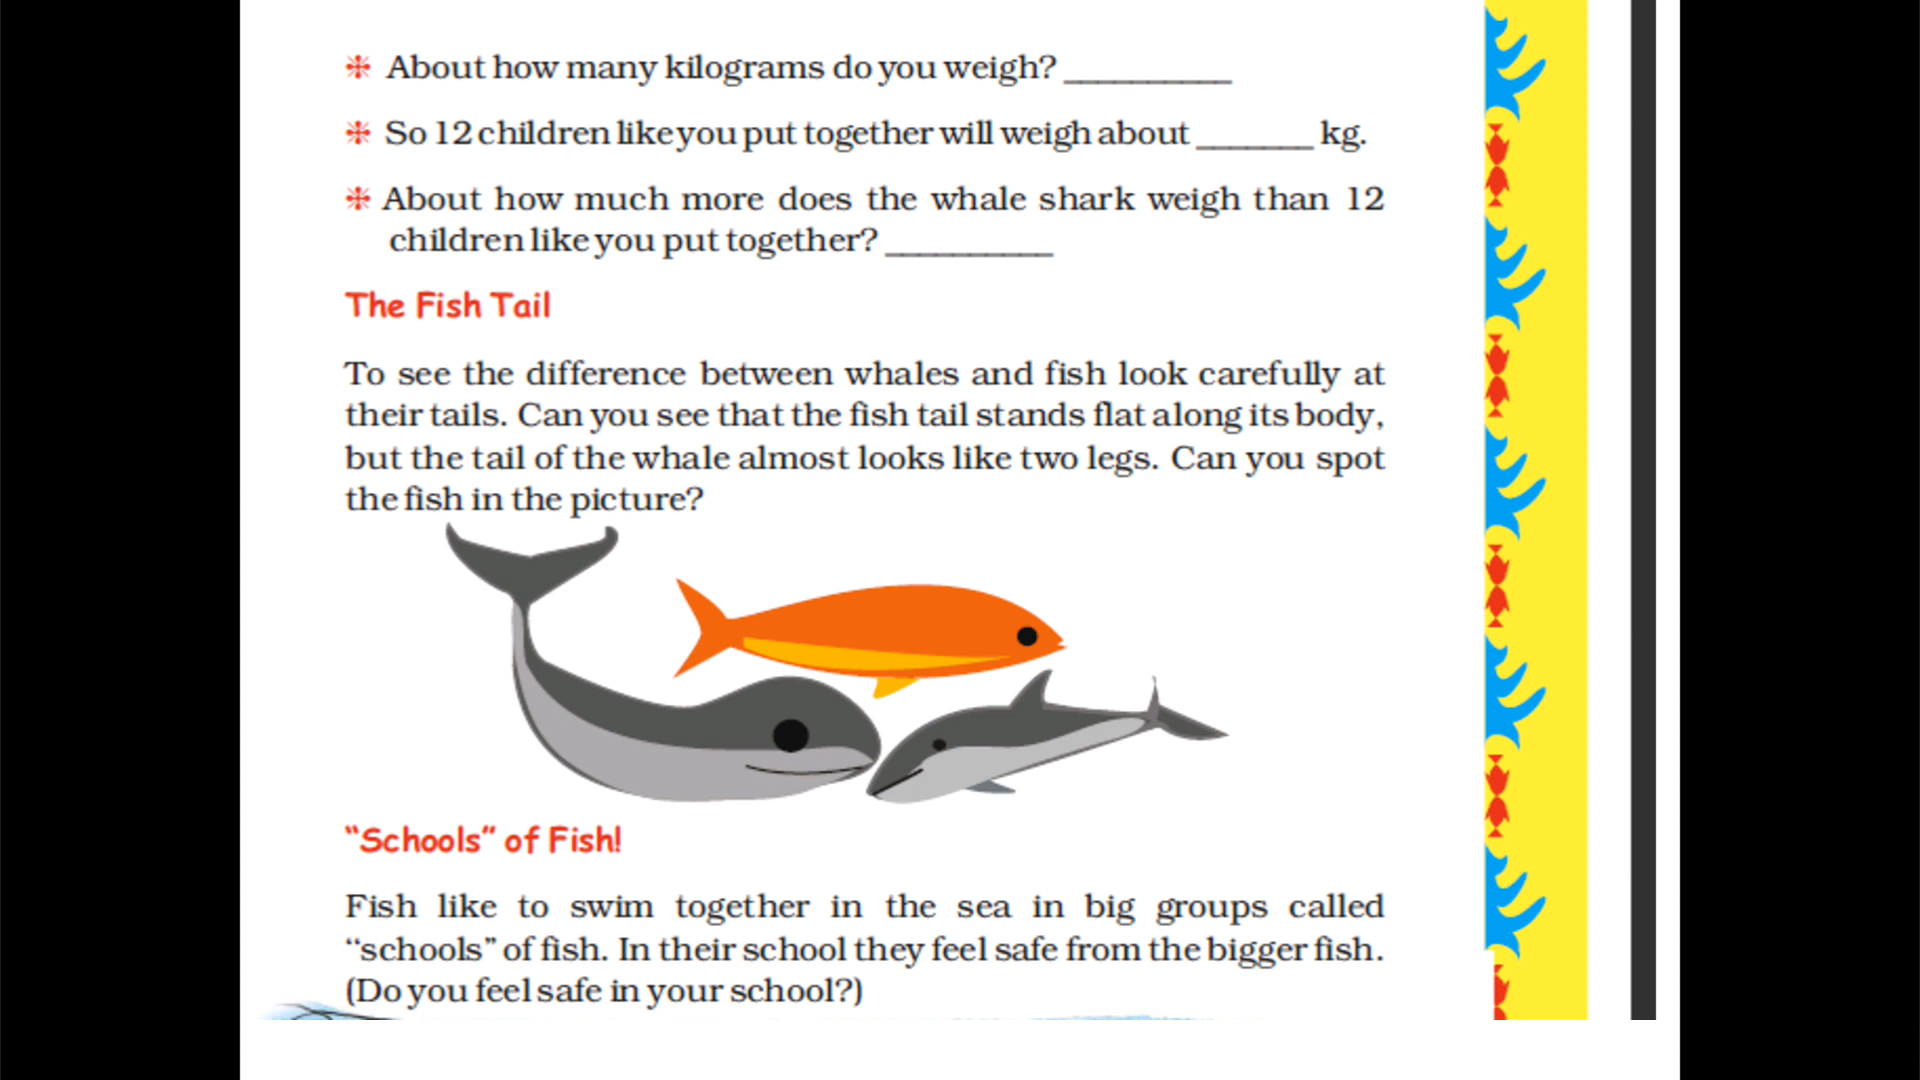 ❉ About how many kilograms do you weigh? __________
❉ So 12 children like you put together will weigh about _______ kg.
❉ About how much more does the whale shark weigh than 12
children like you put together? __________
The Fish Tail
To see the difference between whales and fish look carefully at
their tails. Can you see that the fish tail stands flat along its body,
but the tail of the whale almost looks like two legs. Can you spot
the fish in the picture?
“Schools” of Fish!
Fish like to swim together in the sea in big groups called
“schools” of fish. In their school they feel safe from the bigger fish.
(Do you feel safe in your school?)